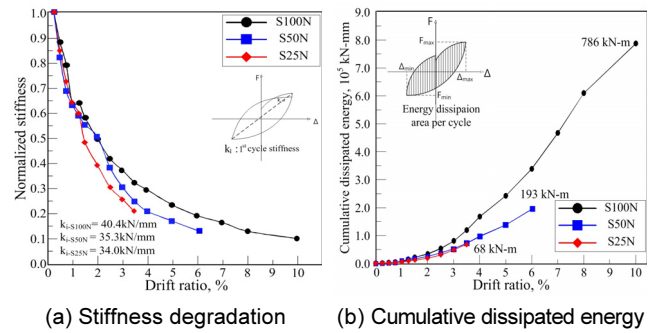 (a)
Normalized stiffness
1.0
0.9
0.8
0.7
0.6
0.5
0.4
0.3
0.2
0.1
0.0
S100N
S50N
S25N
F
Δ
kᵢ : 1ˢᵗcycle stiffness
kᵢ₋S100N= 40.4kN/mm
kᵢ₋S50N= 35.3kN/mm
kᵢ₋S25N= 34.0kN/mm
0 1 2 3 4 5 6 7 8 9 10
Drift ratio, %
(a) Stiffness degradation
(b)
Cumulative dissipated energy, 10⁵ kN-mm
9.0
8.0
7.0
6.0
5.0
4.0
3.0
2.0
1.0
0.0
F
Fmax
Δmin
Δ
Δmax
Fmin
Energy dissipaion
area per cycle
786 kN-m
193 kN-m
68 kN-m
S100N
S50N
S25N
0 1 2 3 4 5 6 7 8 9 10
Drift ratio, %
(b) Cumulative dissipated energy